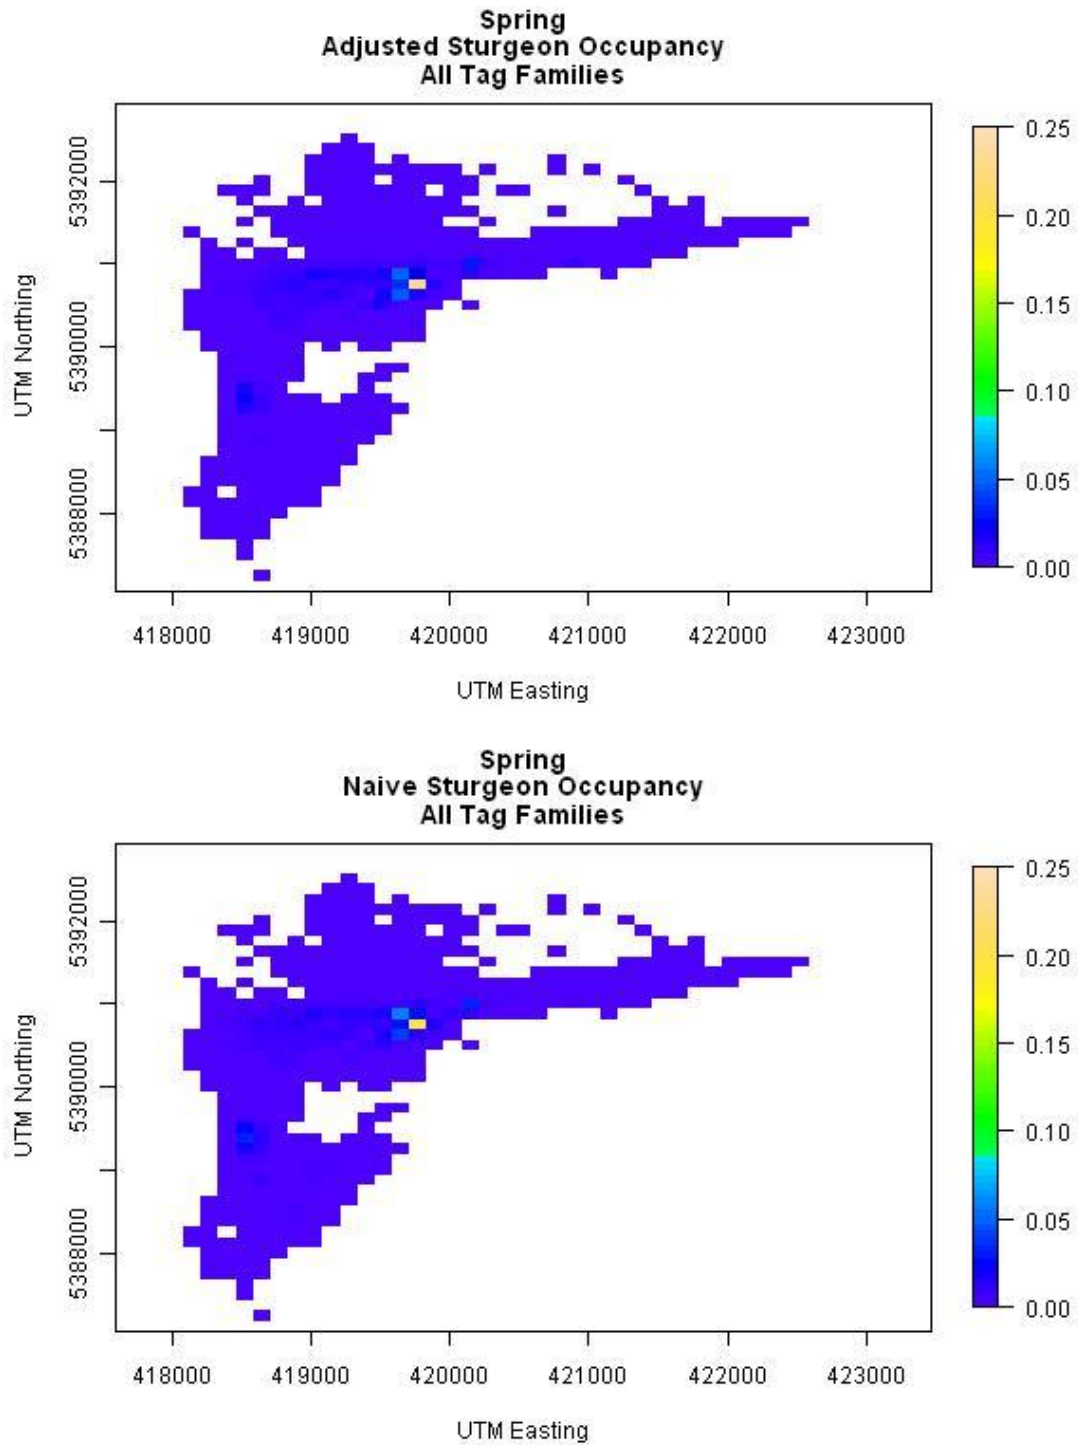 Spring
Adjusted Sturgeon Occupancy
All Tag Families
UTM Northing
5392000
5390000
5388000
0.25
0.20
0.15
0.10
0.05
0.00
418000 419000 420000 421000 422000 423000
UTM Easting
Spring
Naive Sturgeon Occupancy
All Tag Families
UTM Northing
5392000
5390000
5388000
0.25
0.20
0.15
0.10
0.05
0.00
418000 419000 420000 421000 422000 423000
UTM Easting